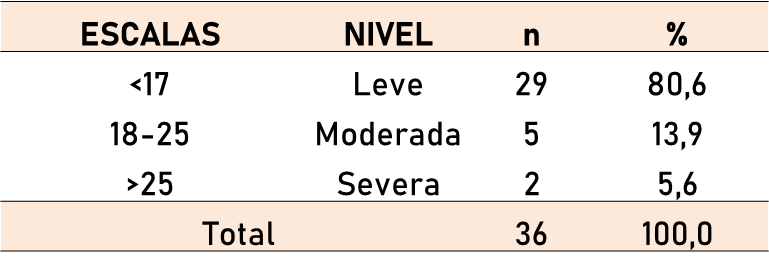 ESCALAS NIVEL n %
<17 Leve 29 80,6
18-25 Moderada 5 13,9
>25 Severa 2 5,6
Total 36 100,0